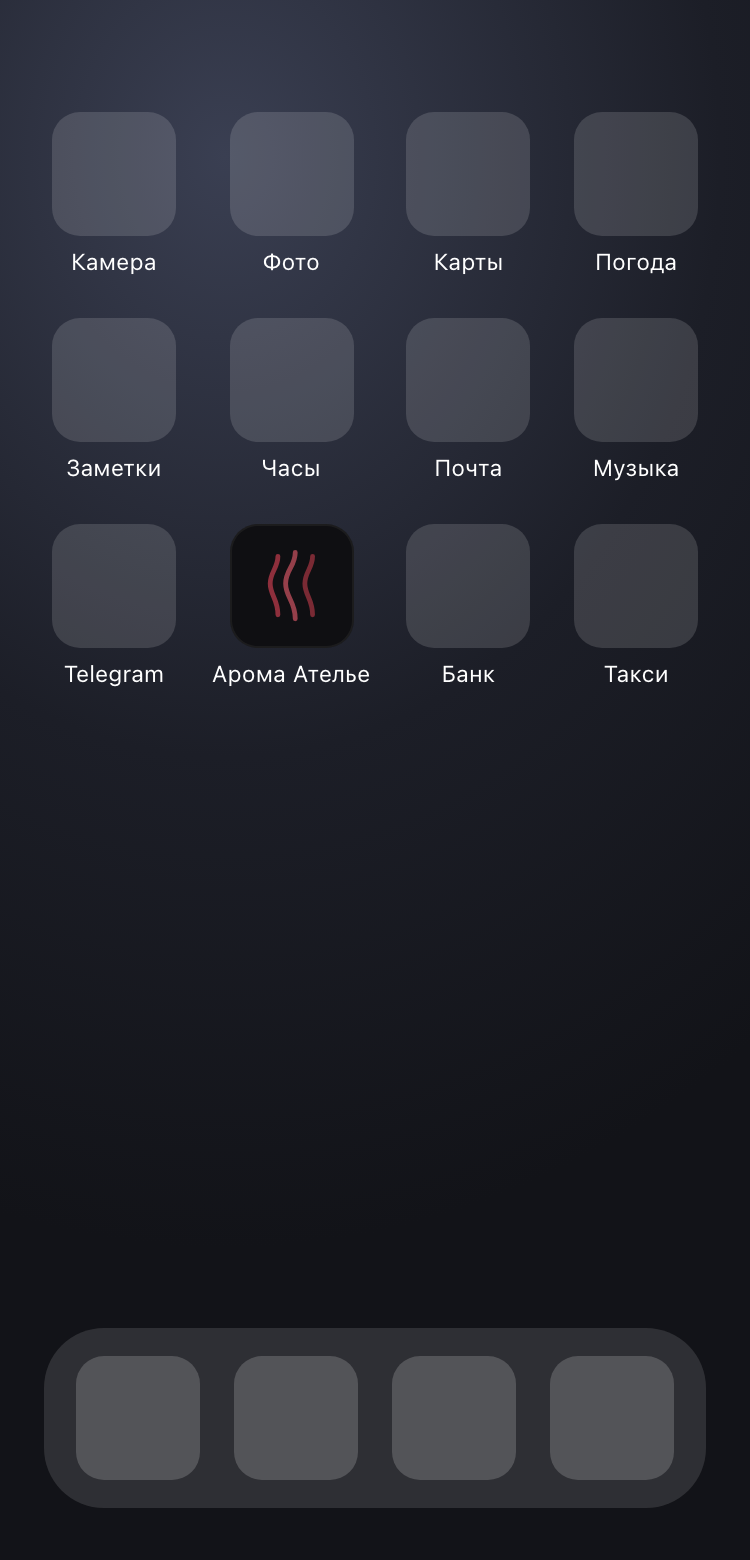 Камера
Фото
Карты
Погода
Заметки
Часы
Почта
Музыка
Telegram
Арома Ателье
Банк
Такси